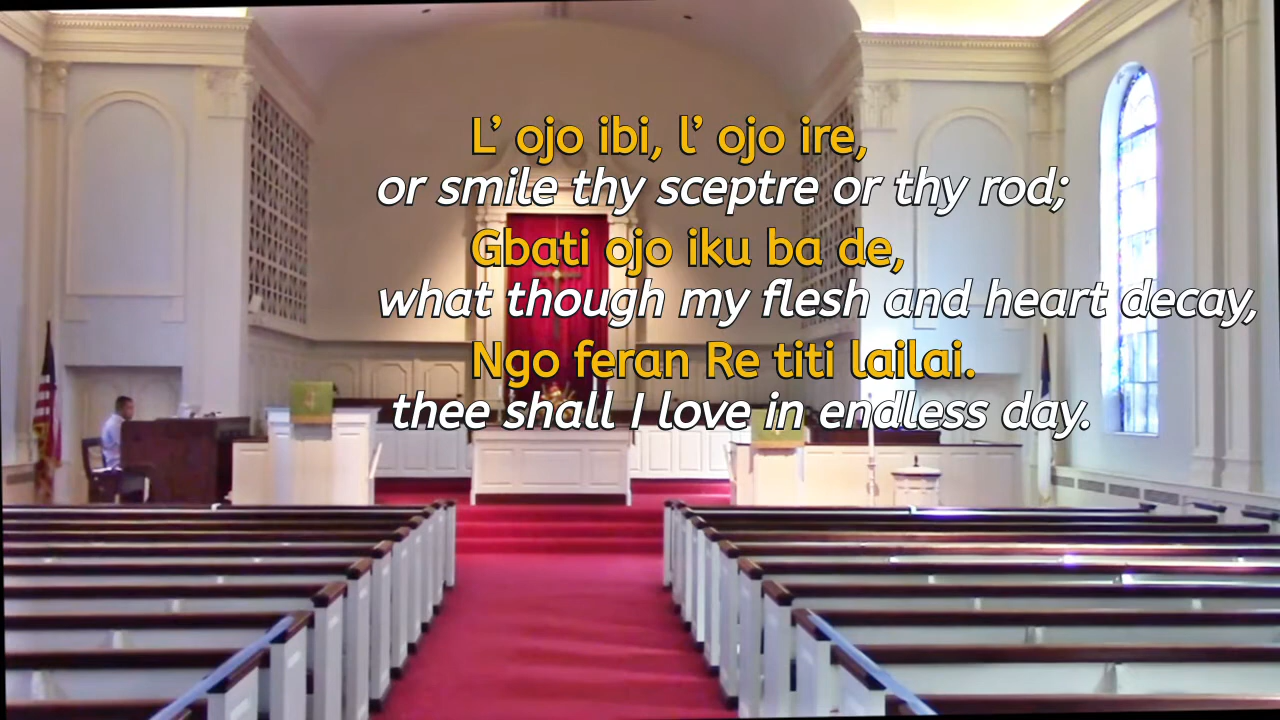 L’ ojo ibi, l’ ojo ire,
or smile thy sceptre or thy rod;
Gbati ojo iku ba de,
what though my flesh and heart decay,
Ngo feran Re titi lailai.
thee shall I love in endless day.